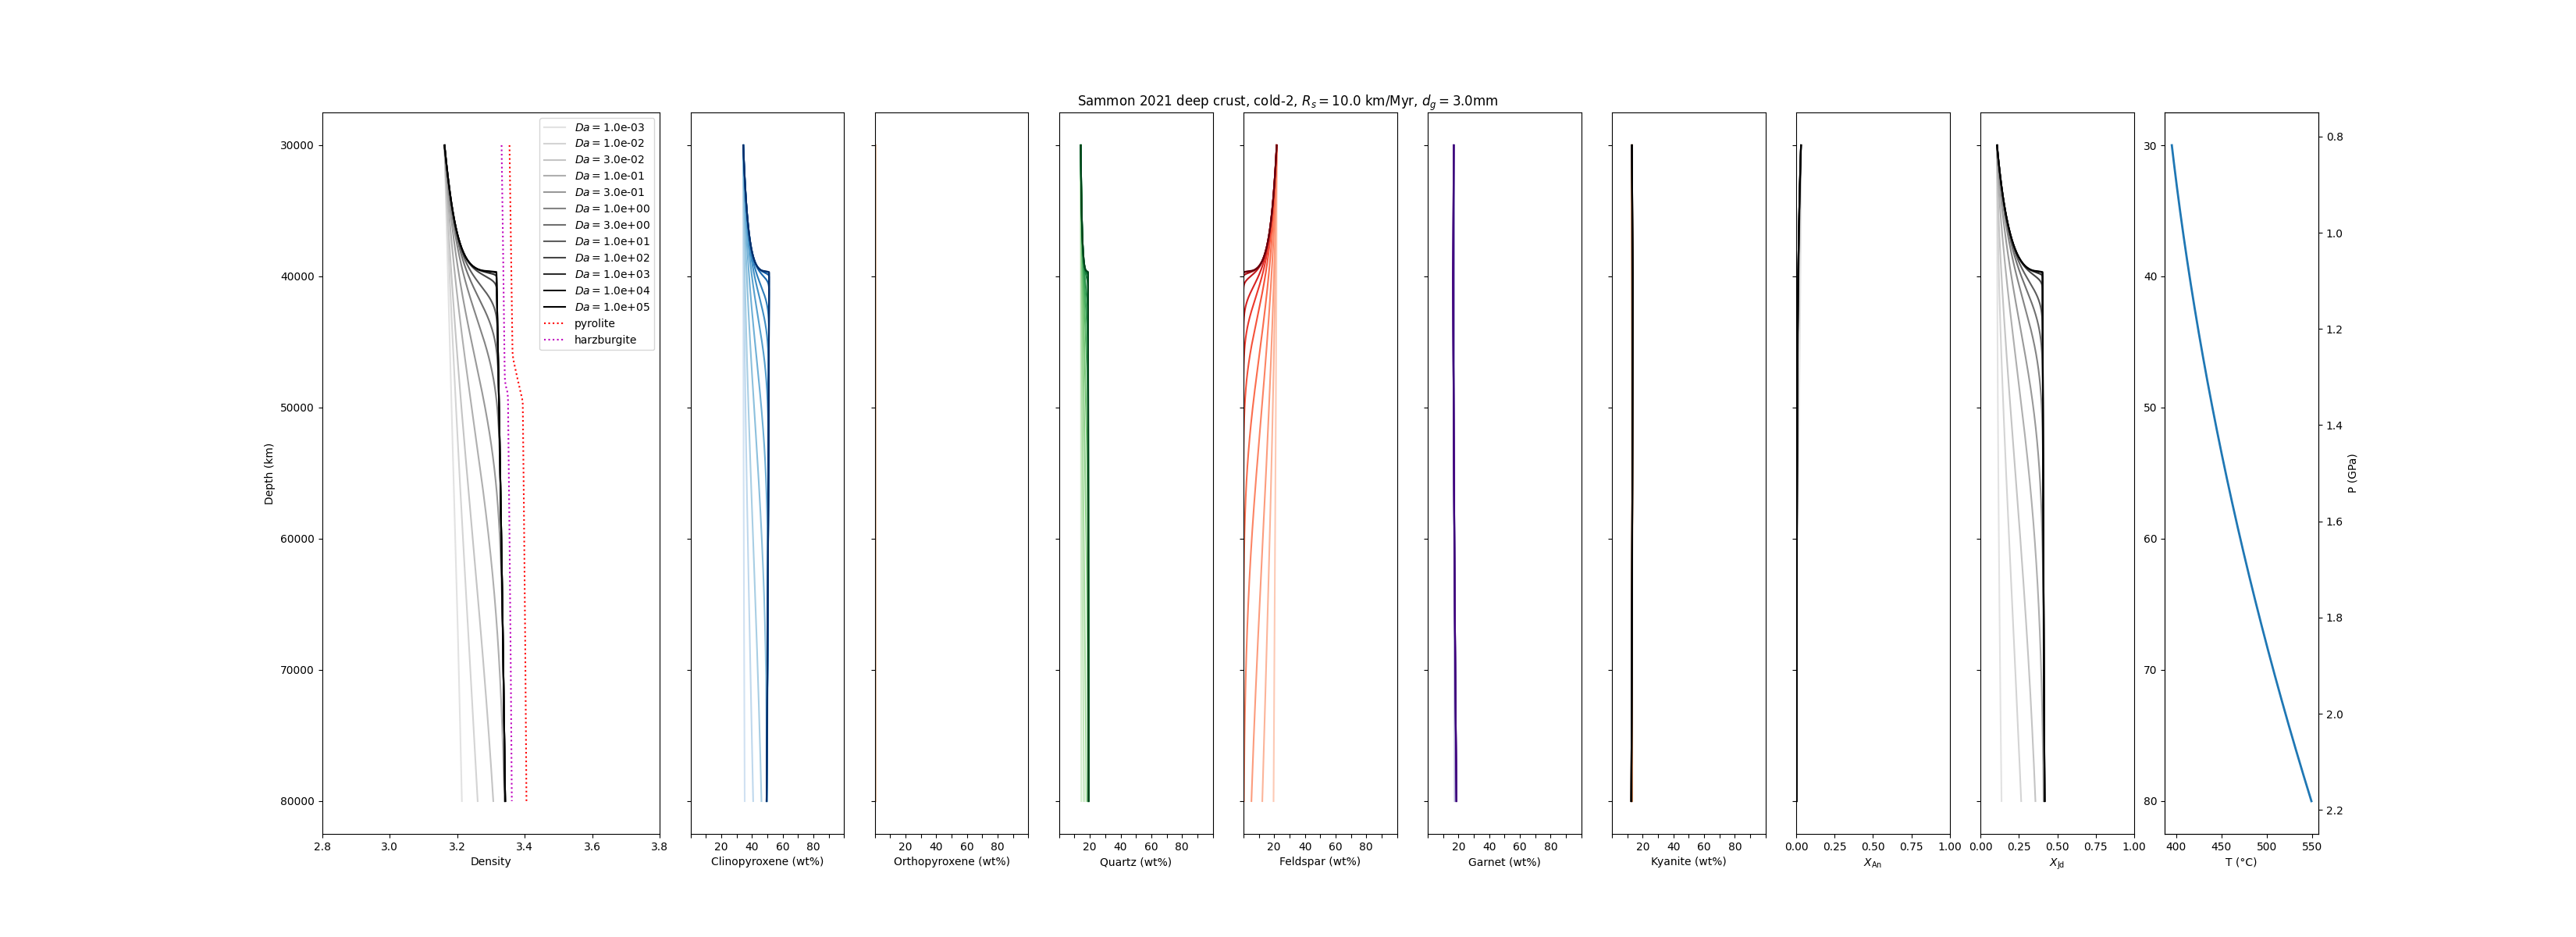 Sammon 2021 deep crust, cold-2, R_s = 10.0 km/Myr, d_g = 3.0mm
Da = 1.0e-03
Da = 1.0e-02
Da = 3.0e-02
Da = 1.0e-01
Da = 3.0e-01
Da = 1.0e+00
Da = 3.0e+00
Da = 1.0e+01
Da = 1.0e+02
Da = 1.0e+03
Da = 1.0e+04
Da = 1.0e+05
pyrolite
harzburgite
Depth (km)
30000
40000
50000
60000
70000
80000
2.8 3.0 3.2 3.4 3.6 3.8
Density
20 40 60 80
Clinopyroxene (wt%)
20 40 60 80
Orthopyroxene (wt%)
20 40 60 80
Quartz (wt%)
20 40 60 80
Feldspar (wt%)
20 40 60 80
Garnet (wt%)
20 40 60 80
Kyanite (wt%)
0.00 0.25 0.50 0.75 1.00
X_An
0.00 0.25 0.50 0.75 1.00
X_Jd
30
40
50
60
70
80
400 450 500 550
T (°C)
0.8
1.0
1.2
1.4
1.6
1.8
2.0
2.2
P (GPa)